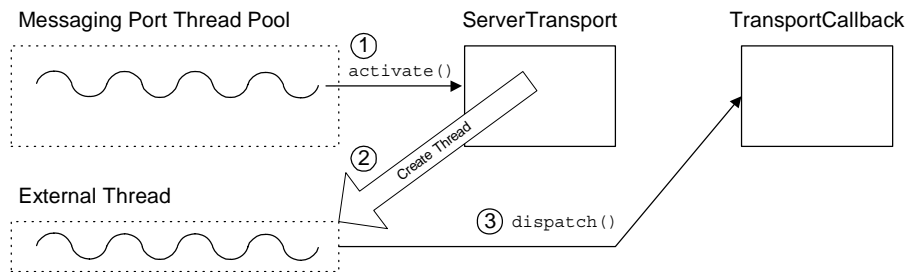 Messaging Port Thread Pool
ServerTransport
TransportCallback
1
activate()
2
Create Thread
External Thread
3 dispatch()